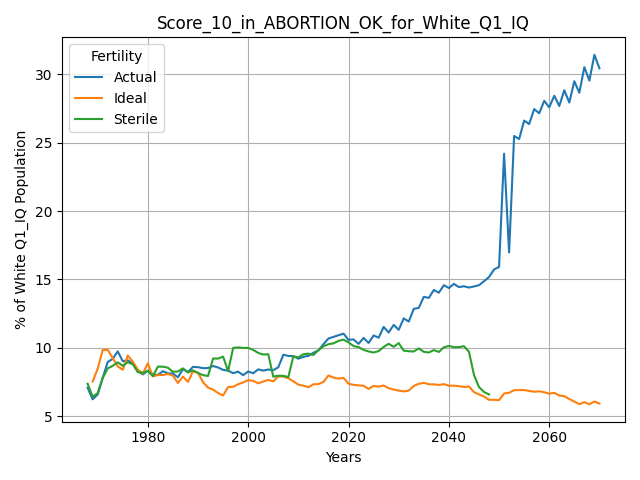 Score_10_in_ABORTION_OK_for_White_Q1_IQ
Fertility
Actual
Ideal
Sterile
% of White Q1_IQ Population
30
25
20
15
10
5
1980 2000 2020 2040 2060
Years